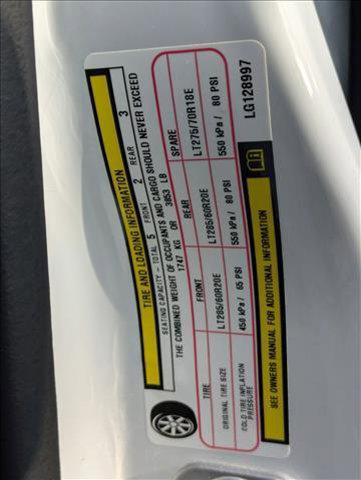 TIRE AND LOADING INFORMATION
SEATING CAPACITY - TOTAL 5 FRONT 2 REAR 3
THE COMBINED WEIGHT OF OCCUPANTS AND CARGO SHOULD NEVER EXCEED
1747 KG OR 3853 LB
TIRE FRONT REAR SPARE
ORIGINAL TIRE SIZE LT285/60R20E LT285/60R20E LT275/70R18E
COLD TIRE INFLATION PRESSURE 450 kPa / 65 PSI 550 kPa / 80 PSI 550 kPa / 80 PSI
SEE OWNERS MANUAL FOR ADDITIONAL INFORMATION
LG128997